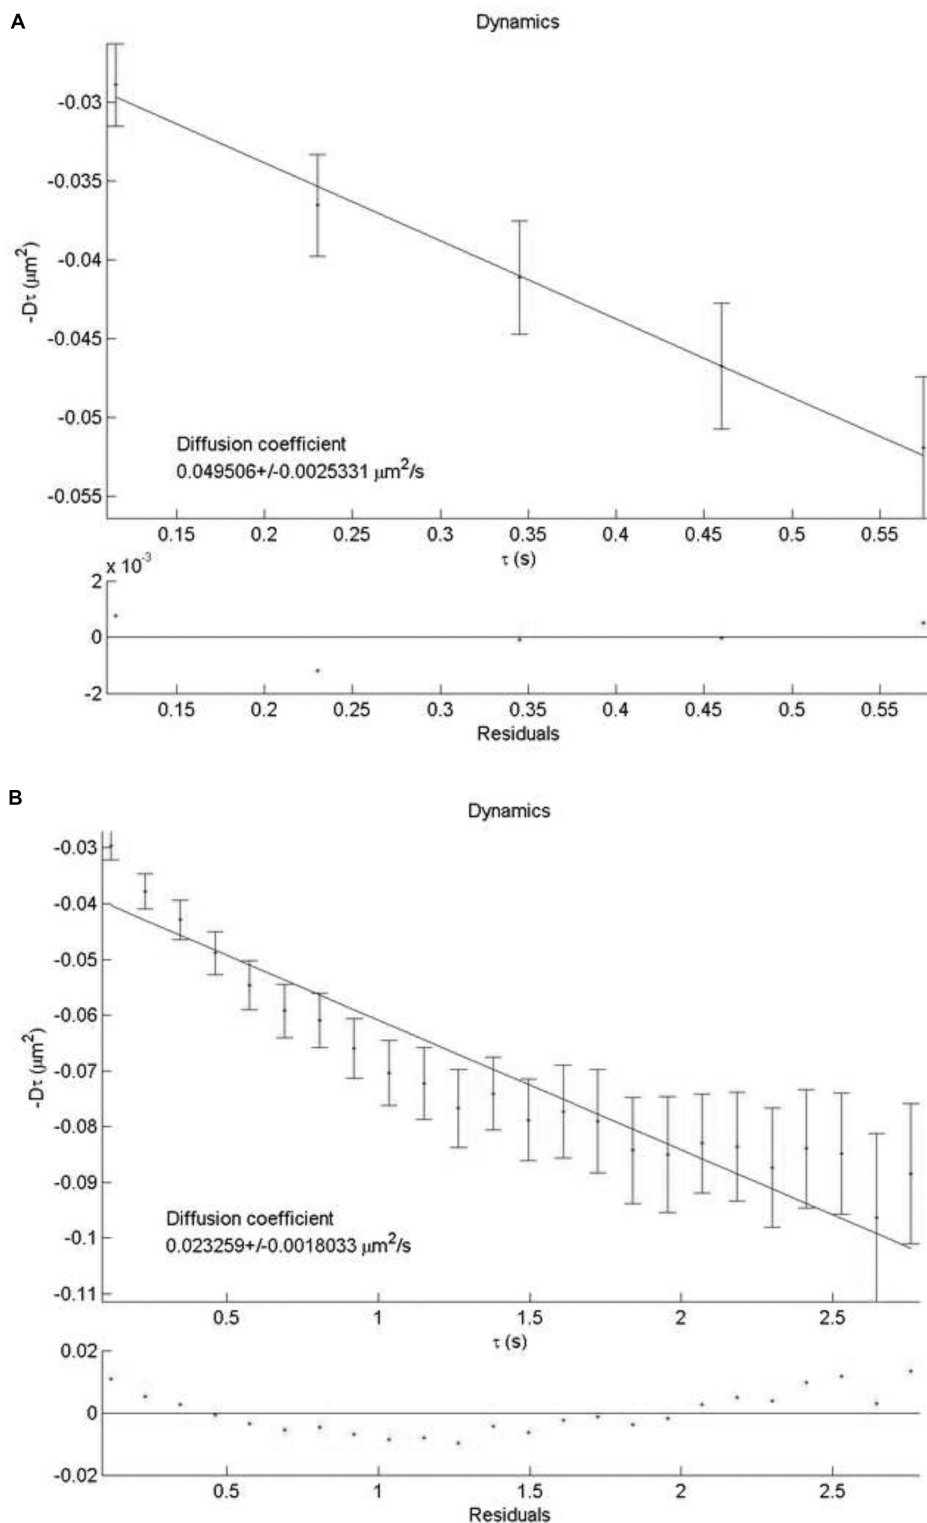 A
Dynamics
-0.03
-0.035
-0.04
-0.045
-0.05
-0.055
-Dτ (μm²)
Diffusion coefficient
0.049506+/-0.0025331 μm²/s
0.15 0.2 0.25 0.3 0.35 0.4 0.45 0.5 0.55
τ (s)
x 10⁻³
2
0
-2
0.15 0.2 0.25 0.3 0.35 0.4 0.45 0.5 0.55
Residuals
B
Dynamics
-0.03
-0.04
-0.05
-0.06
-0.07
-0.08
-0.09
-0.1
-0.11
-Dτ (μm²)
Diffusion coefficient
0.023259+/-0.0018033 μm²/s
0.5 1 1.5 2 2.5
τ (s)
0.02
0
-0.02
0.5 1 1.5 2 2.5
Residuals